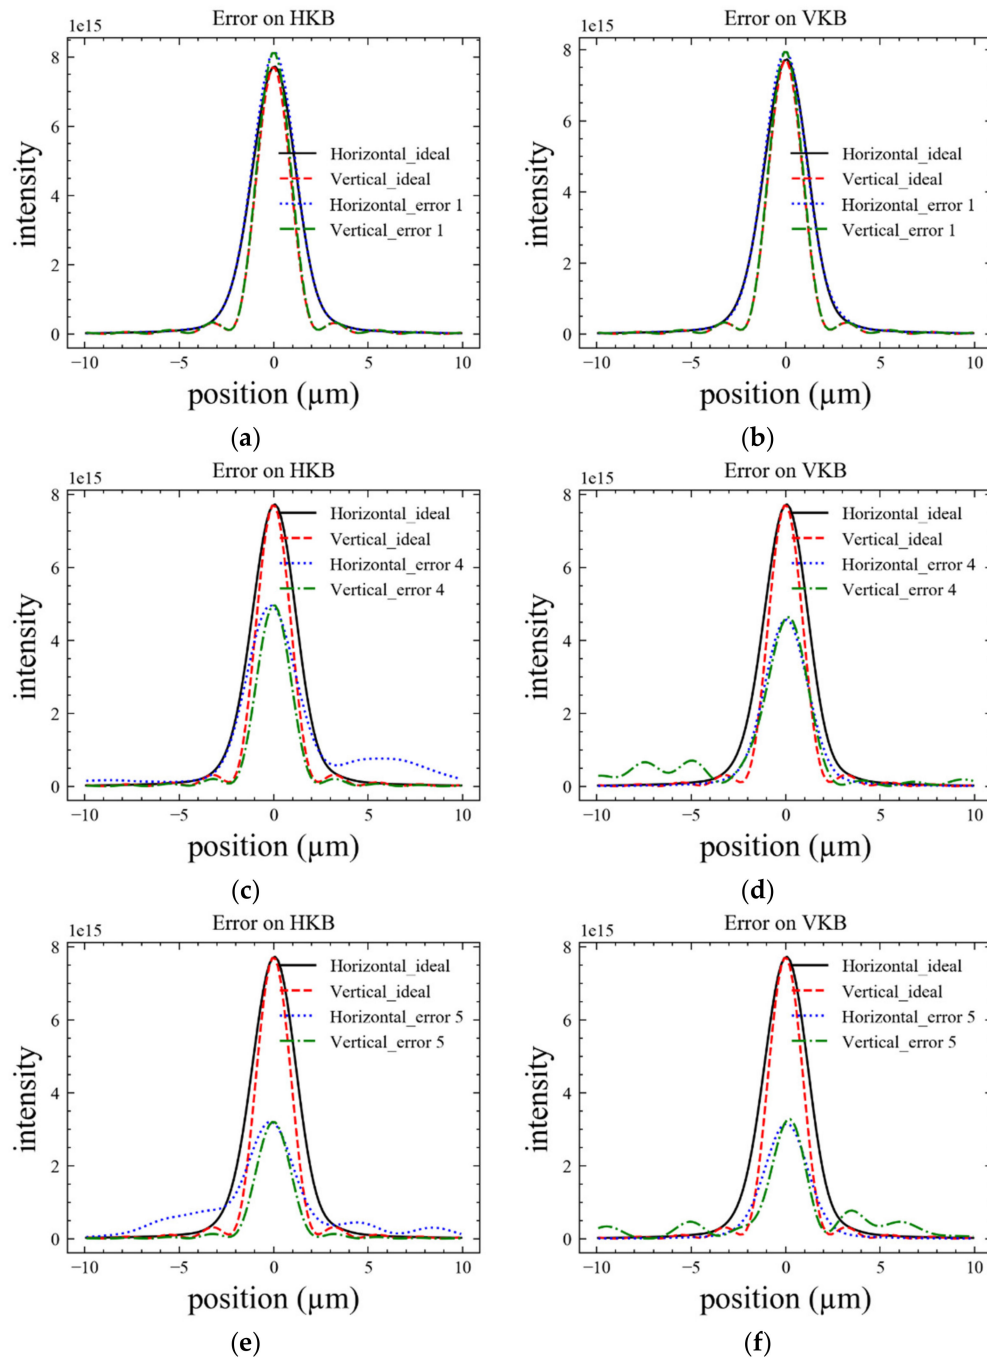 Error on HKB
1e15
8
6
4
2
0
intensity
Horizontal_ideal
Vertical_ideal
Horizontal_error 1
Vertical_error 1
−10 −5 0 5 10
position (μm)
(a)
Error on VKB
1e15
8
6
4
2
0
intensity
Horizontal_ideal
Vertical_ideal
Horizontal_error 1
Vertical_error 1
−10 −5 0 5 10
position (μm)
(b)
Error on HKB
1e15
8
6
4
2
0
intensity
Horizontal_ideal
Vertical_ideal
Horizontal_error 4
Vertical_error 4
−10 −5 0 5 10
position (μm)
(c)
Error on VKB
1e15
8
6
4
2
0
intensity
Horizontal_ideal
Vertical_ideal
Horizontal_error 4
Vertical_error 4
−10 −5 0 5 10
position (μm)
(d)
Error on HKB
1e15
8
6
4
2
0
intensity
Horizontal_ideal
Vertical_ideal
Horizontal_error 5
Vertical_error 5
−10 −5 0 5 10
position (μm)
(e)
Error on VKB
1e15
8
6
4
2
0
intensity
Horizontal_ideal
Vertical_ideal
Horizontal_error 5
Vertical_error 5
−10 −5 0 5 10
position (μm)
(f)